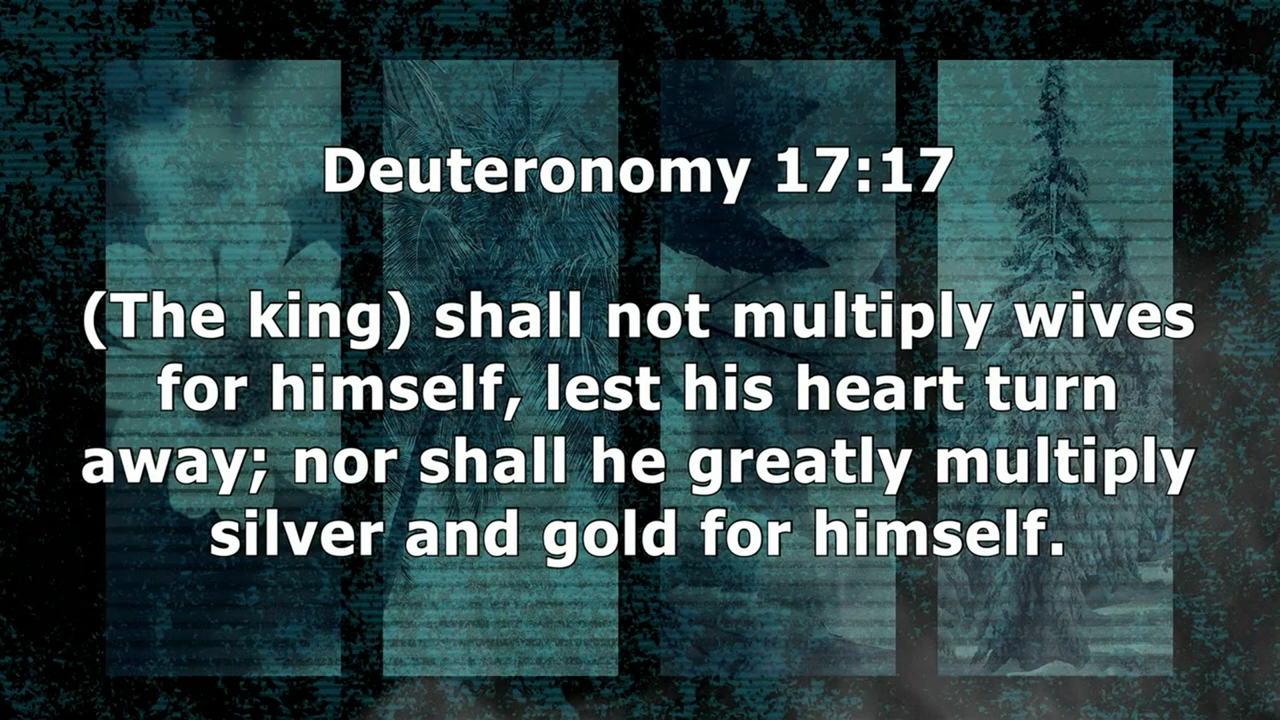 Deuteronomy 17:17
(The king) shall not multiply wives
for himself, lest his heart turn
away; nor shall he greatly multiply
silver and gold for himself.